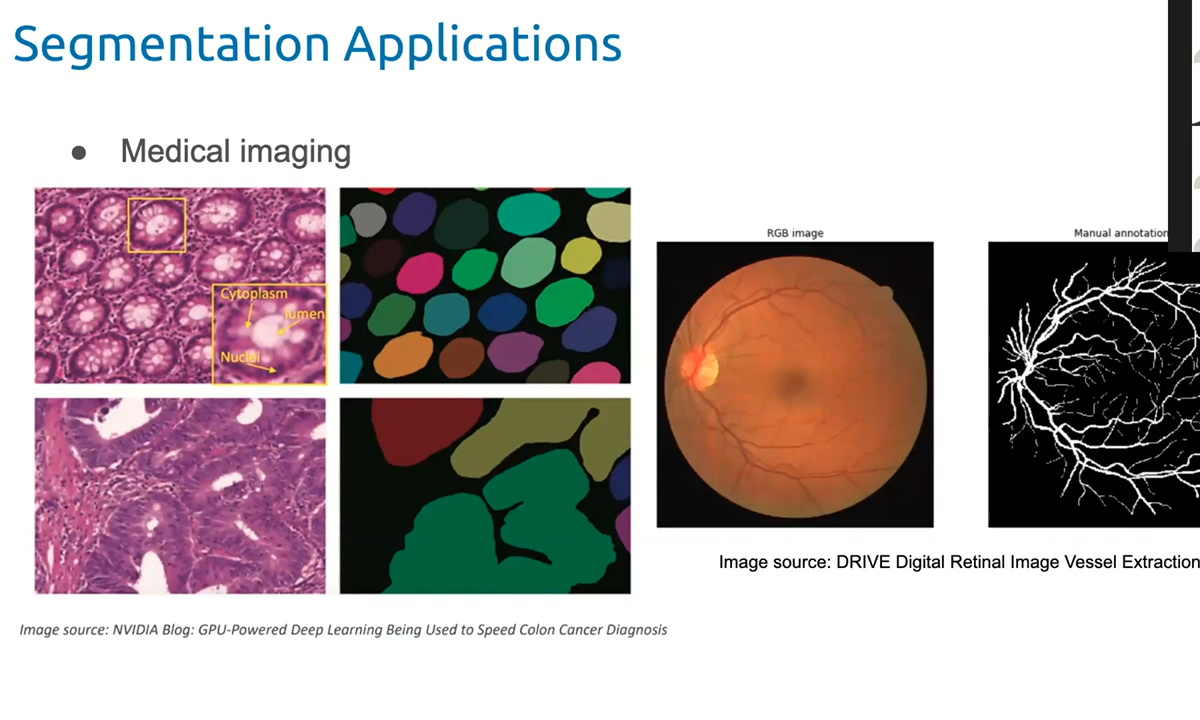 Segmentation Applications
● Medical imaging
Cytoplasm
lumen
Nuclei
RGB image
Manual annotation
Image source: DRIVE Digital Retinal Image Vessel Extraction
Image source: NVIDIA Blog: GPU-Powered Deep Learning Being Used to Speed Colon Cancer Diagnosis